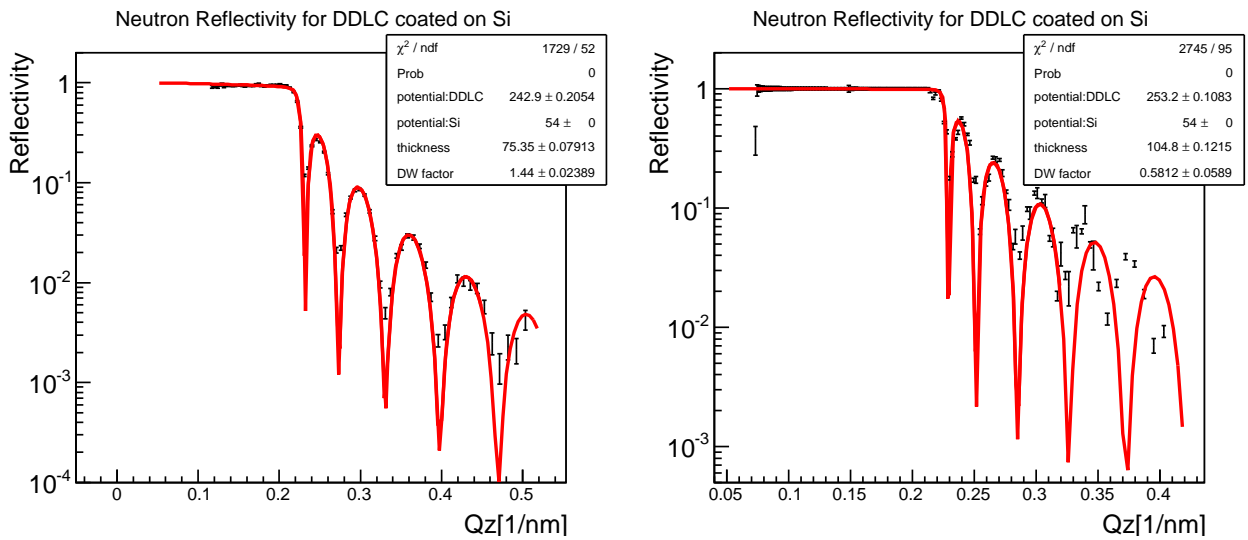 Neutron Reflectivity for DDLC coated on Si
χ² / ndf 1729 / 52
Prob 0
potential:DDLC 242.9 ± 0.2054
potential:Si 54 ± 0
thickness 75.35 ± 0.07913
DW factor 1.44 ± 0.02389
Reflectivity
1
10⁻¹
10⁻²
10⁻³
10⁻⁴
0 0.1 0.2 0.3 0.4 0.5
Qz[1/nm]
Neutron Reflectivity for DDLC coated on Si
χ² / ndf 2745 / 95
Prob 0
potential:DDLC 253.2 ± 0.1083
potential:Si 54 ± 0
thickness 104.8 ± 0.1215
DW factor 0.5812 ± 0.0589
Reflectivity
1
10⁻¹
10⁻²
10⁻³
0.05 0.1 0.15 0.2 0.25 0.3 0.35 0.4
Qz[1/nm]